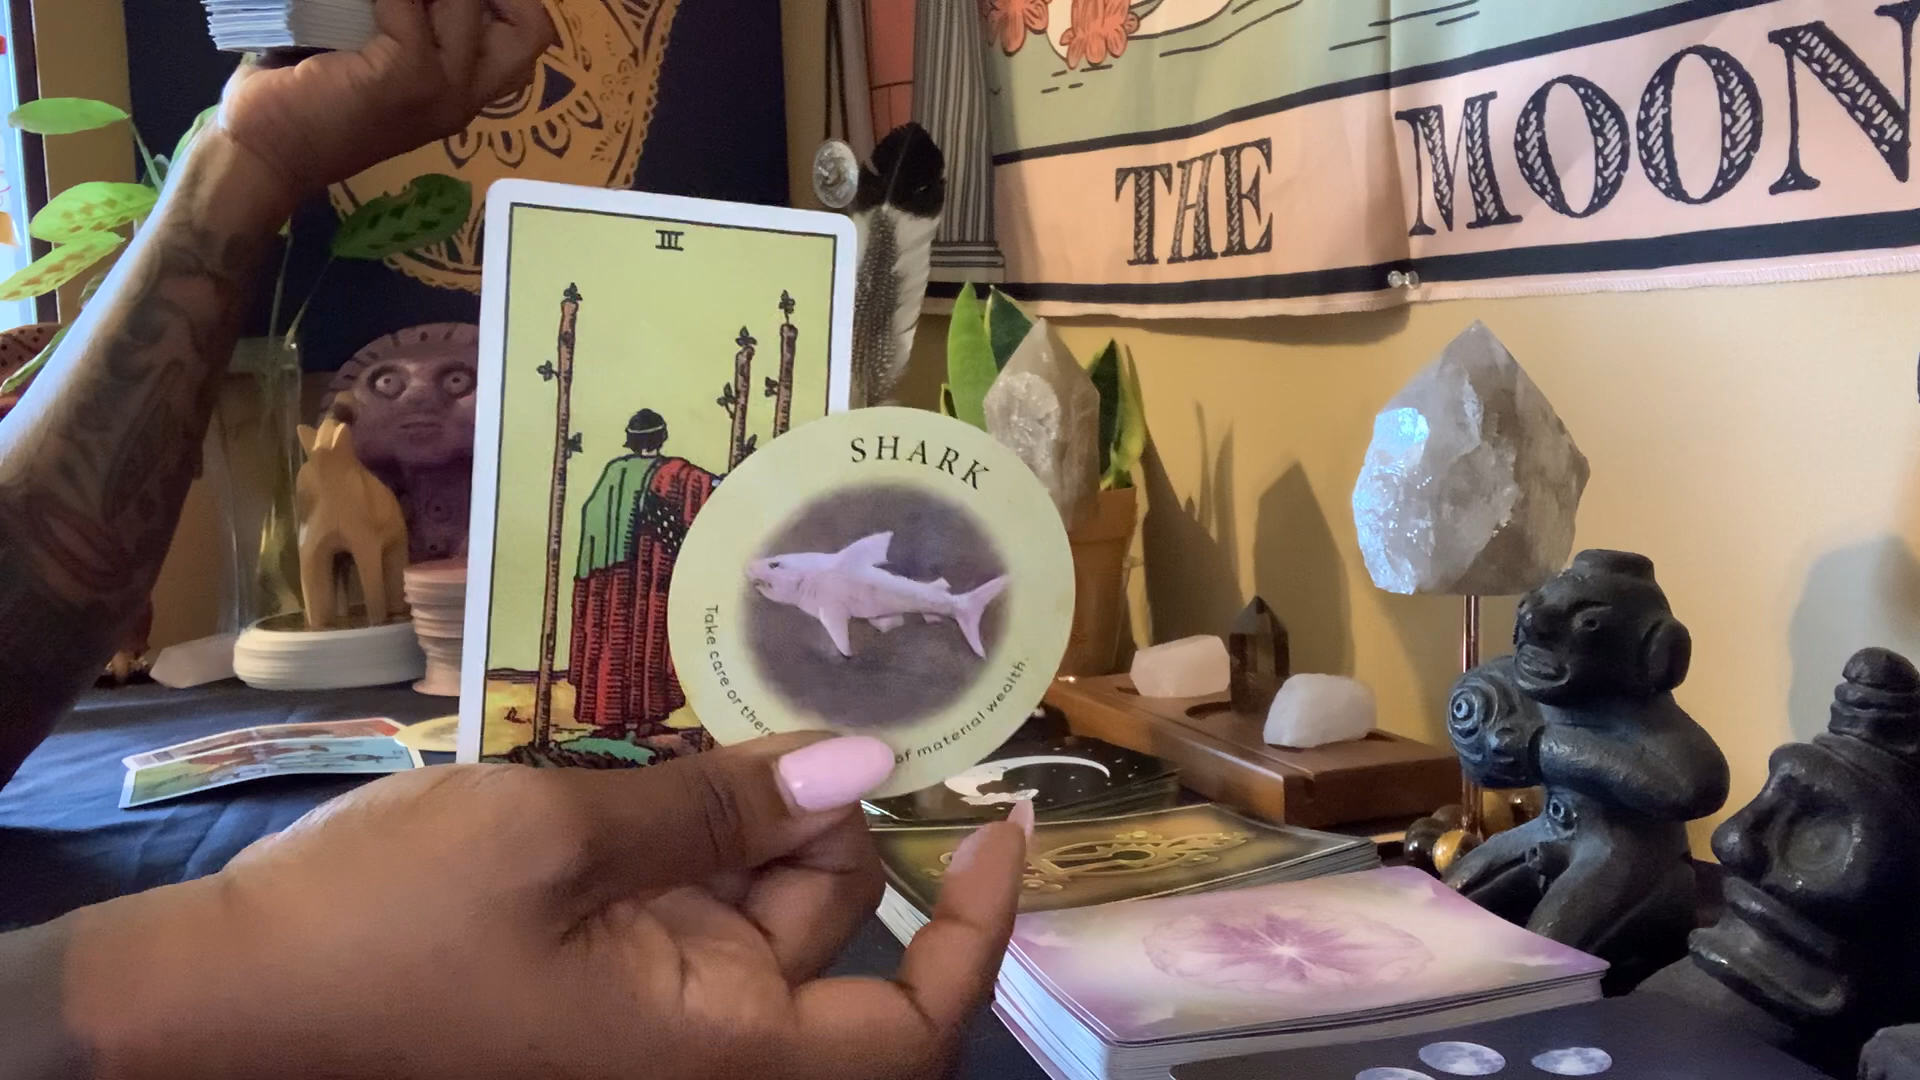 THE MOON
III
SHARK
Take care or there
of material wealth.